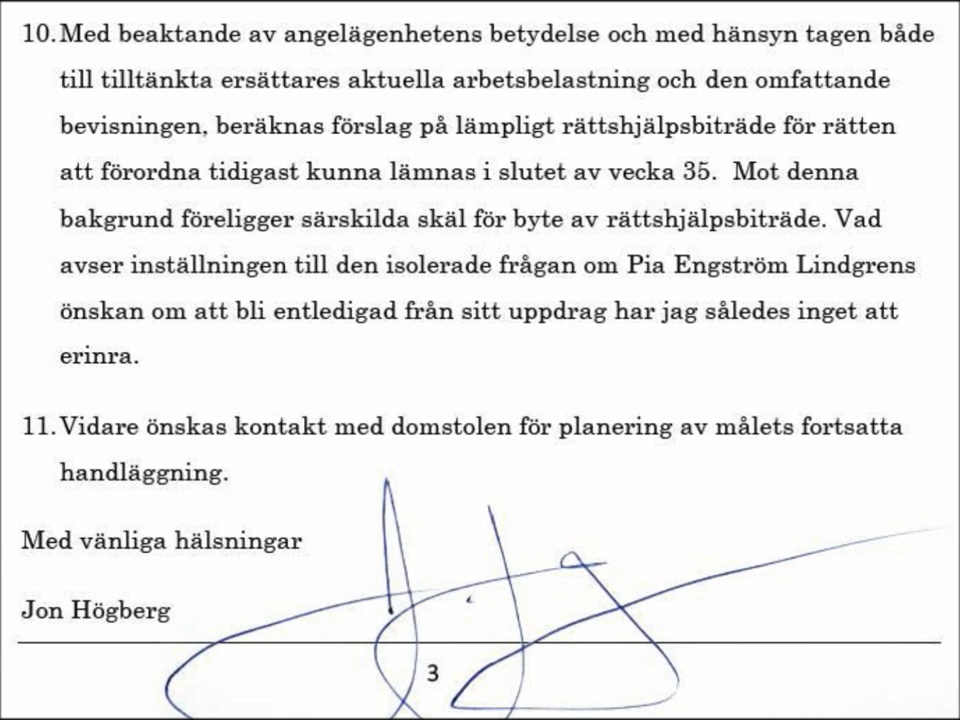 10. Med beaktande av angelägenhetens betydelse och med hänsyn tagen både
till tilltänkta ersättares aktuella arbetsbelastning och den omfattande
bevisningen, beräknas förslag på lämpligt rättshjälpsbiträde för rätten
att förordna tidigast kunna lämnas i slutet av vecka 35. Mot denna
bakgrund föreligger särskilda skäl för byte av rättshjälpsbiträde. Vad
avser inställningen till den isolerade frågan om Pia Engström Lindgrens
önskan om att bli entledigad från sitt uppdrag har jag således inget att
erinra.
11. Vidare önskas kontakt med domstolen för planering av målets fortsatta
handläggning.
Med vänliga hälsningar
Jon Högberg
3